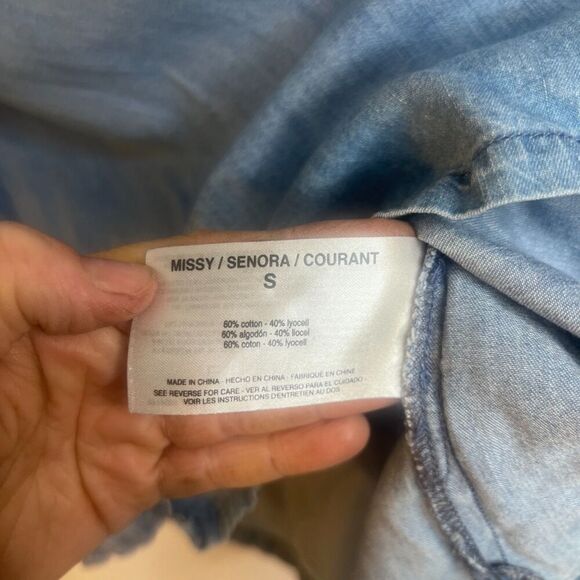 MISSY / SENORA / COURANT
S
60% cotton - 40% lyocell
60% algodón - 40% liocel
60% coton - 40% lyocell
MADE IN CHINA - HECHO EN CHINA - FABRIQUÉ EN CHINE
SEE REVERSE FOR CARE - VER AL REVERSO PARA EL CUIDADO -
VOIR LES INSTRUCTIONS D'ENTRETIEN AU DOS